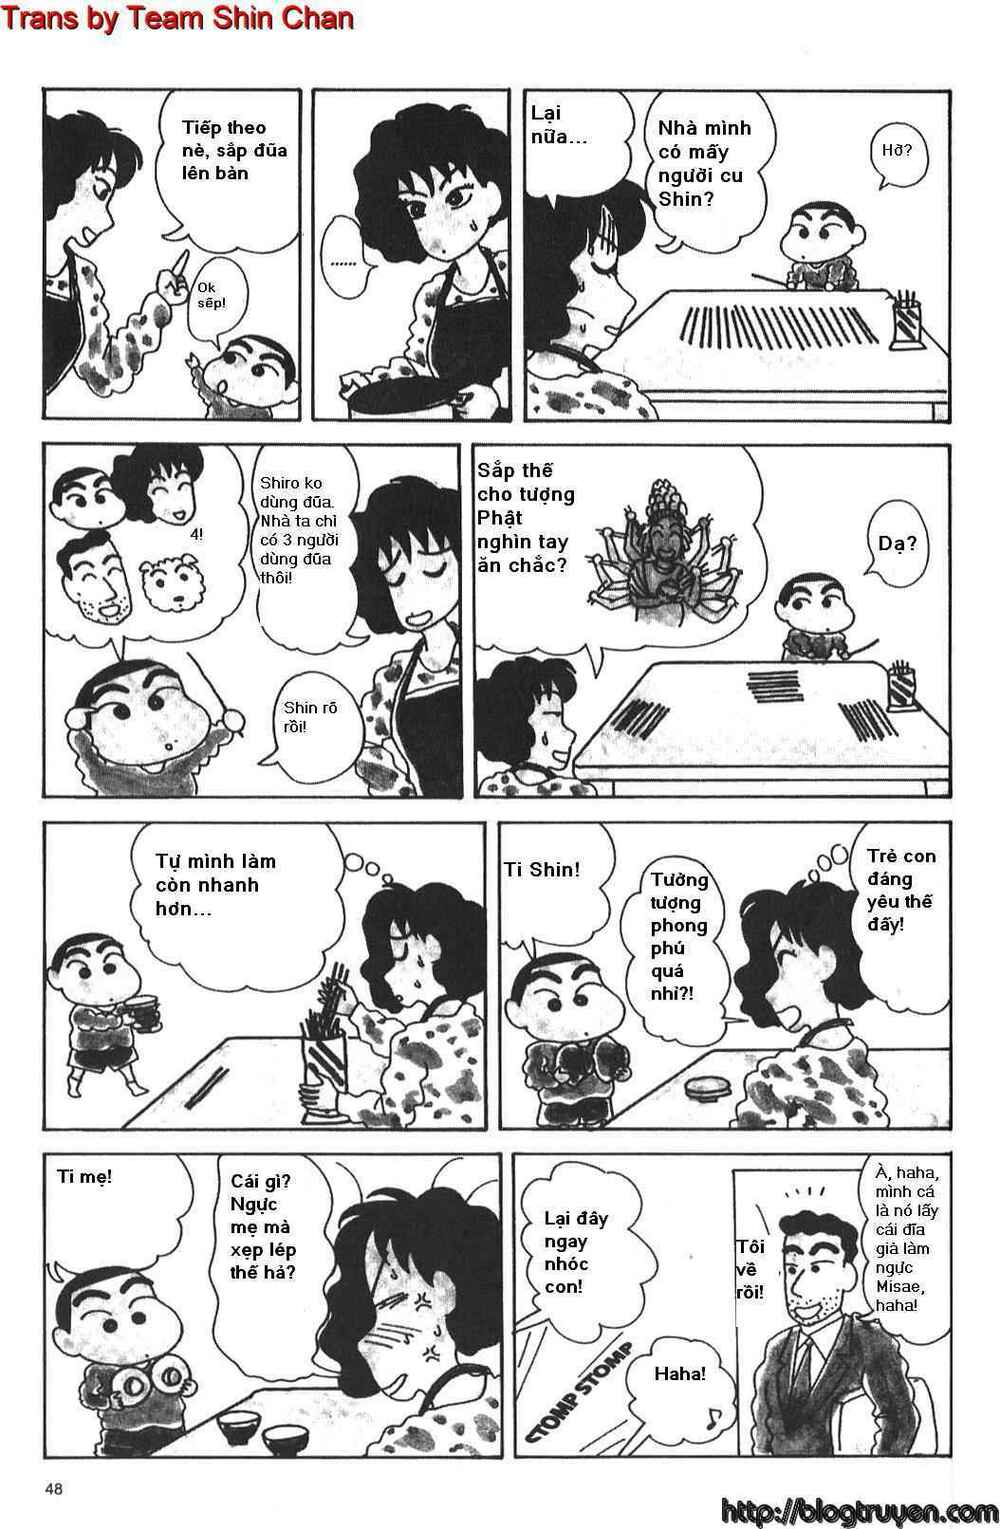 Trans by Team Shin Chan
Tiếp theo
nè, sắp đũa
lên bàn
Ok
sếp!
......
Lại
nữa...
Nhà mình
có mấy
người cu
Shin?
Hỡ?
4!
Shiro ko
dùng đũa.
Nhà ta chỉ
có 3 người
dùng đũa
thôi!
Shin rõ
rồi!
Sắp thế
cho tượng
Phật
nghìn tay
ăn chắc?
Dạ?
Tự mình làm
còn nhanh
hơn...
Ti Shin!
Tưởng
tượng
phong
phú
quá
nhỉ?!
Trẻ con
đáng
yêu thế
đấy!
Ti mẹ!
Cái gì?
Ngực
mẹ mà
xẹp lép
thế hả?
Lại đây
ngay
nhóc
con!
STOMP STOMP
Haha!
Tôi
về
rồi!
À, haha,
mình cá
là nó lấy
cái đĩa
giả làm
ngực
Misae,
haha!
48
http://blogtruyen.com